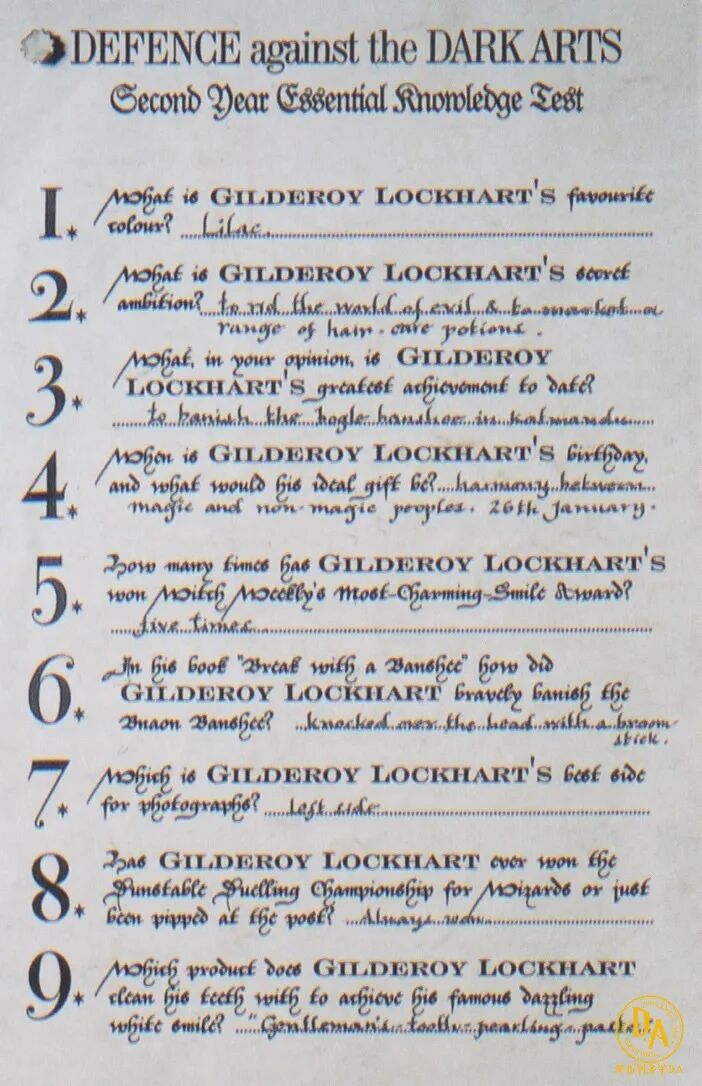 DEFENCE against the DARK ARTS
Second Year Essential Knowledge Test
1. What is GILDEROY LOCKHART'S favourite
colour? Lilac.
2. What is GILDEROY LOCKHART'S secret
ambition? to rid the world of evil & to market a
range of hair-care potions.
3. What, in your opinion, is GILDEROY
LOCKHART'S greatest achievement to date?
to banish the bogle banshee in katmandu
4. When is GILDEROY LOCKHART'S birthday,
and what would his ideal gift be? harmony between
magic and non-magic peoples. 26th January.
5. How many times has GILDEROY LOCKHART'S
won Witch Weekly's Most-Charming-Smile Award?
five times
6. In his book "Break with a Banshee" how did
GILDEROY LOCKHART bravely banish the
Bnaon Banshee? knocked over the head with a broom-
stick.
7. Which is GILDEROY LOCKHART'S best side
for photographs? left side
8. Has GILDEROY LOCKHART ever won the
Dunstable Duelling Championship for Wizards or just
been pipped at the post? Always won
9. Which product does GILDEROY LOCKHART
clean his teeth with to achieve his famous dazzling
white smile? "Gentleman's tooth-pearling-paste."
DA